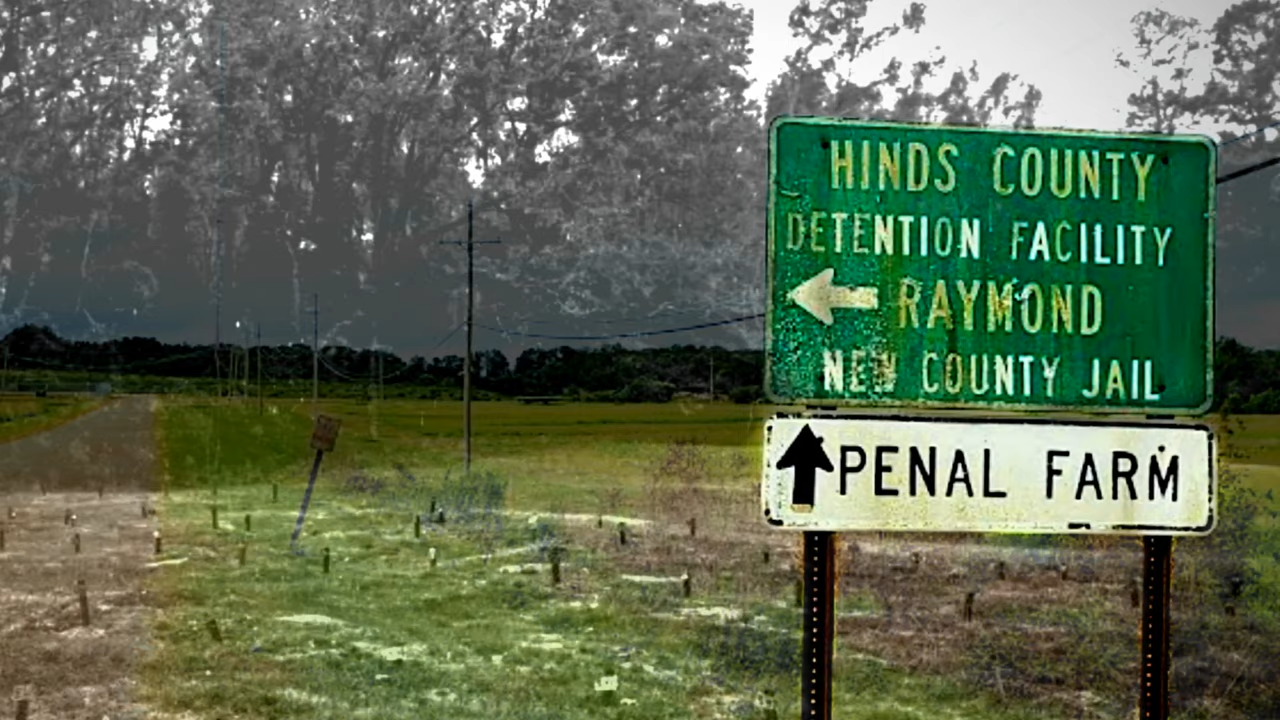 HINDS COUNTY
DETENTION FACILITY
RAYMOND
NEW COUNTY JAIL
PENAL FARM